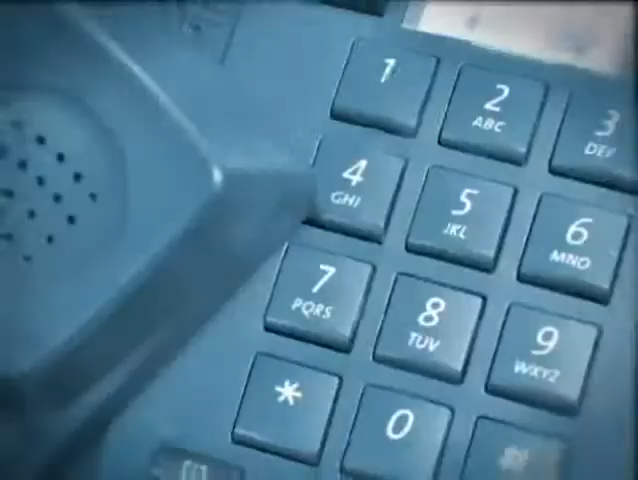 1 2 3
ABC DEF
4 5 6
GHI JKL MNO
7 8 9
PQRS TUV WXYZ
* 0